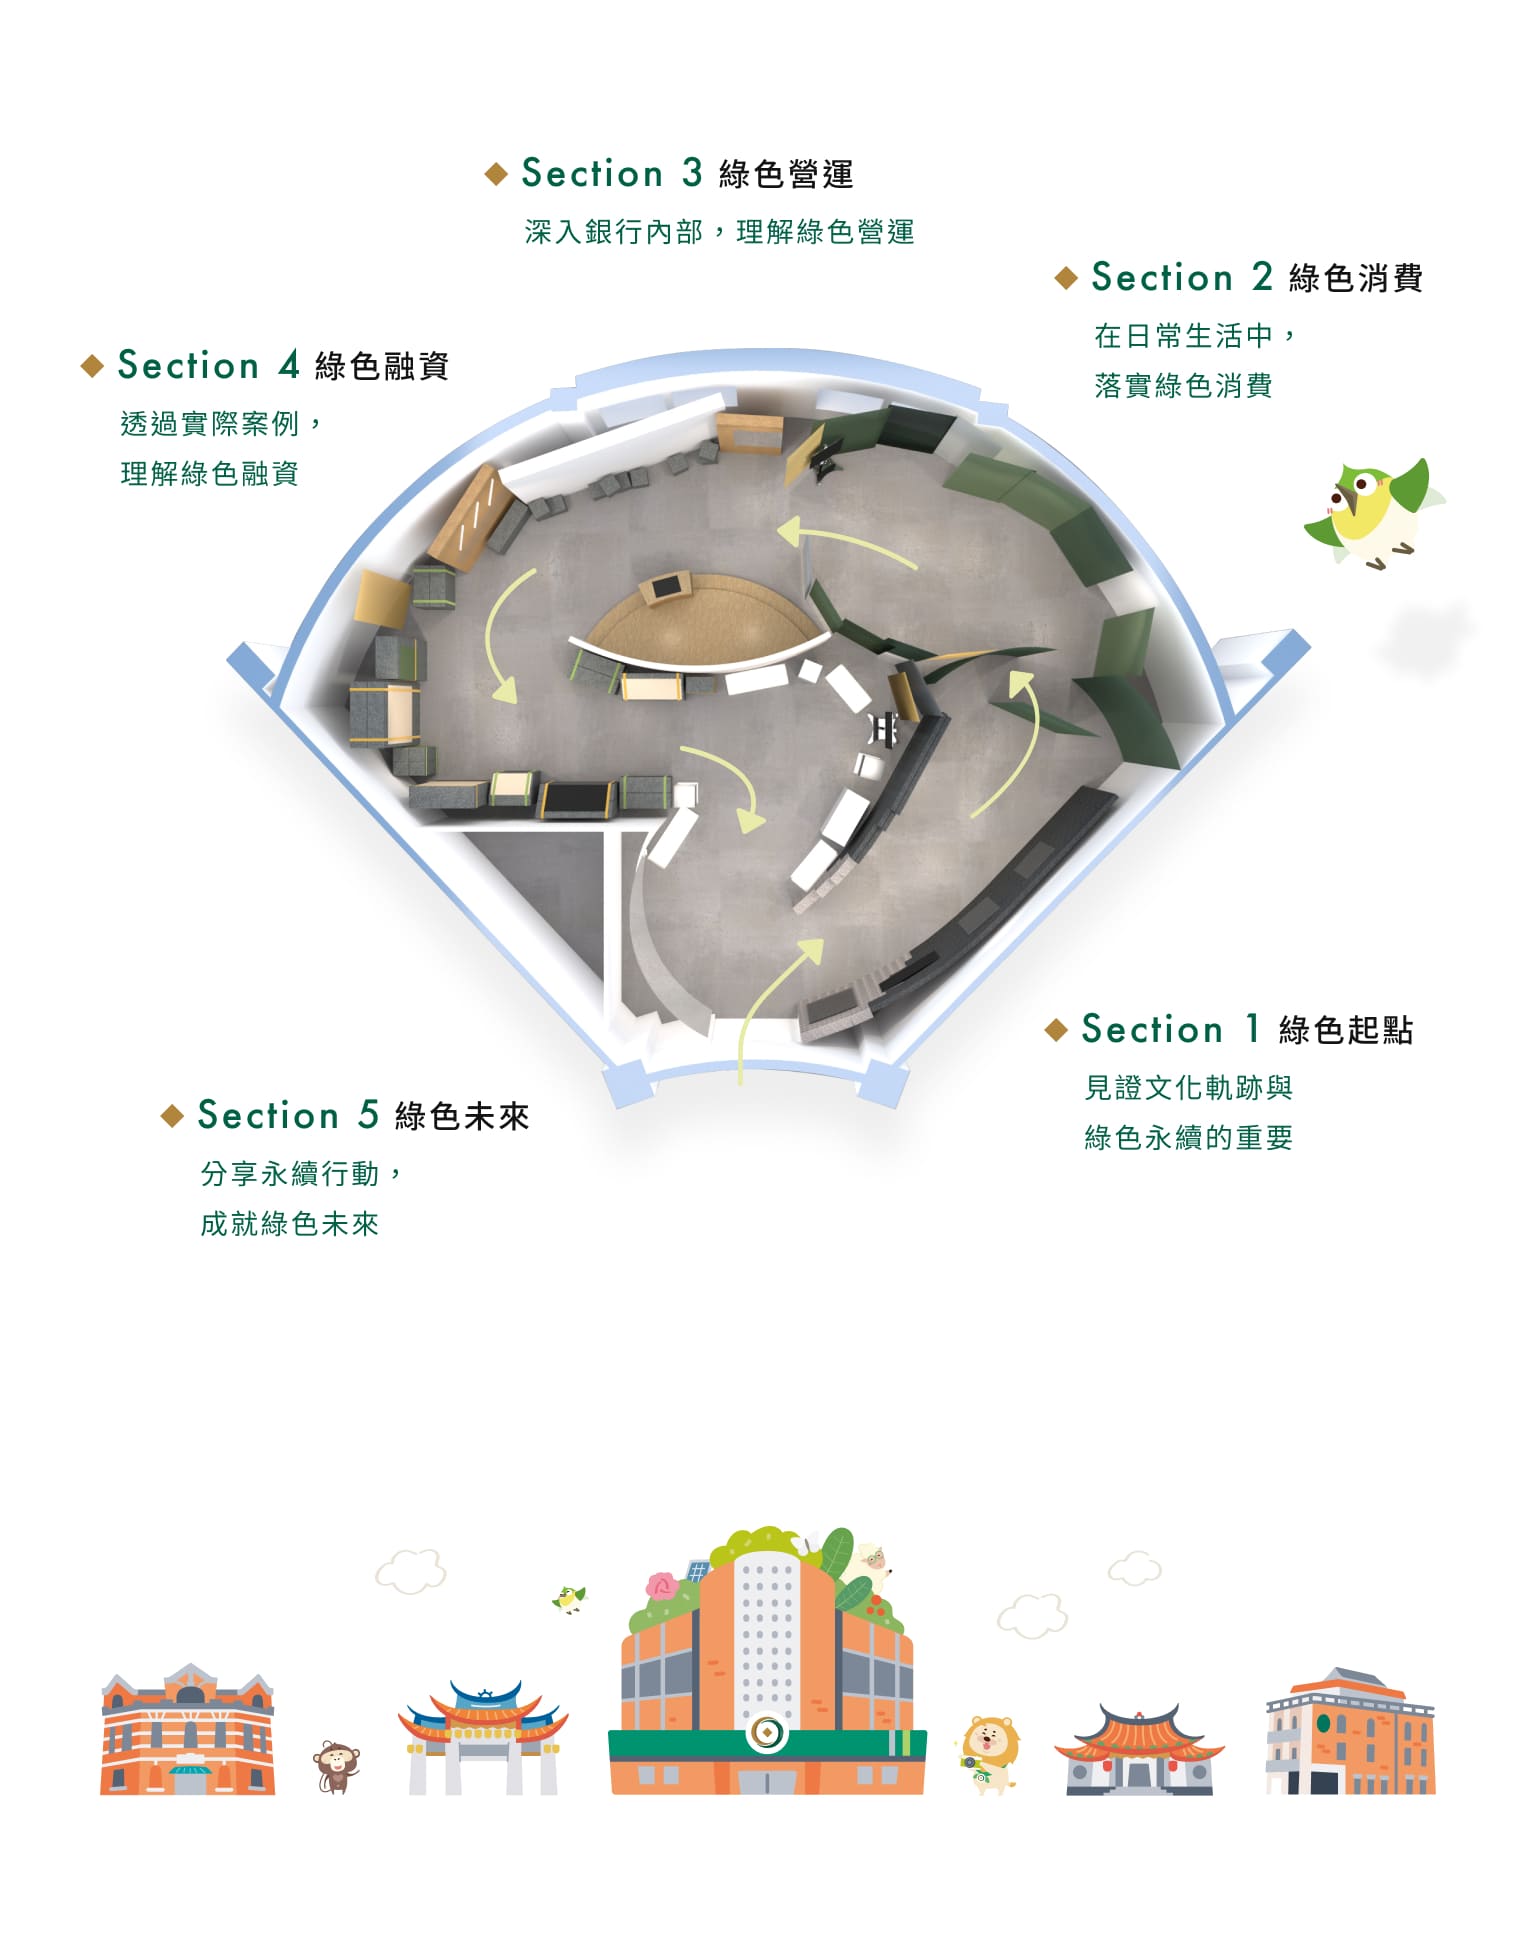 Section 3 綠色營運
深入銀行內部，理解綠色營運
Section 2 綠色消費
在日常生活中，
落實綠色消費
Section 4 綠色融資
透過實際案例，
理解綠色融資
Section 1 綠色起點
見證文化軌跡與
綠色永續的重要
Section 5 綠色未來
分享永續行動，
成就綠色未來